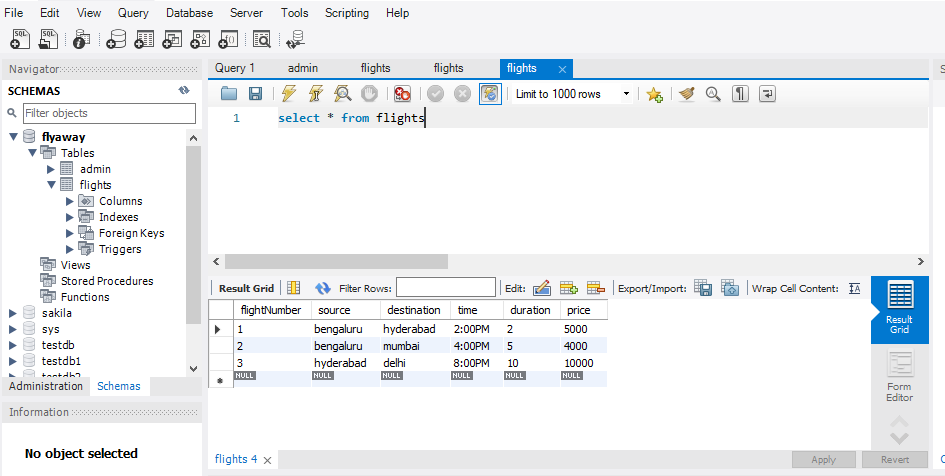 File Edit View Query Database Server Tools Scripting Help
Navigator
SCHEMAS
Filter objects
flyaway
Tables
admin
flights
Columns
Indexes
Foreign Keys
Triggers
Views
Stored Procedures
Functions
sakila
sys
testdb
testdb1
testdb2
Administration Schemas
Information
No object selected
Query 1 admin flights flights flights
Limit to 1000 rows
1 select * from flights
Result Grid Filter Rows: Edit: Export/Import: Wrap Cell Content:
flightNumber source destination time duration price
1 bengaluru hyderabad 2:00PM 2 5000
2 bengaluru mumbai 4:00PM 5 4000
3 hyderabad delhi 8:00PM 10 10000
NULL NULL NULL NULL NULL NULL
Result
Grid
Form
Editor
flights 4
Apply Revert